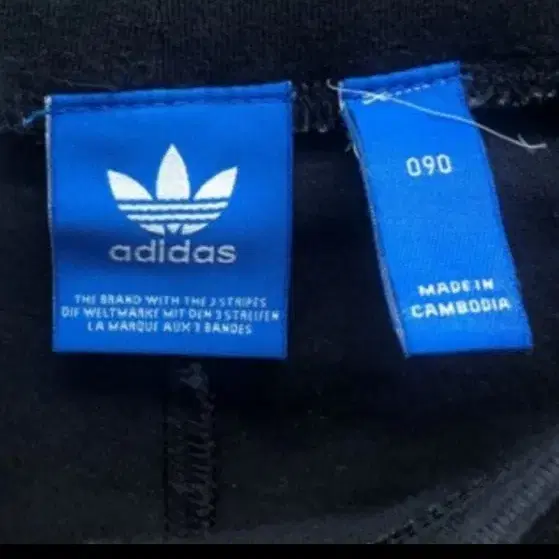 adidas
THE BRAND WITH THE 3 STRIPES
DIE WELTMARKE MIT DEN 3 STREIFEN
LA MARQUE AUX 3 BANDES
090
MADE IN
CAMBODIA